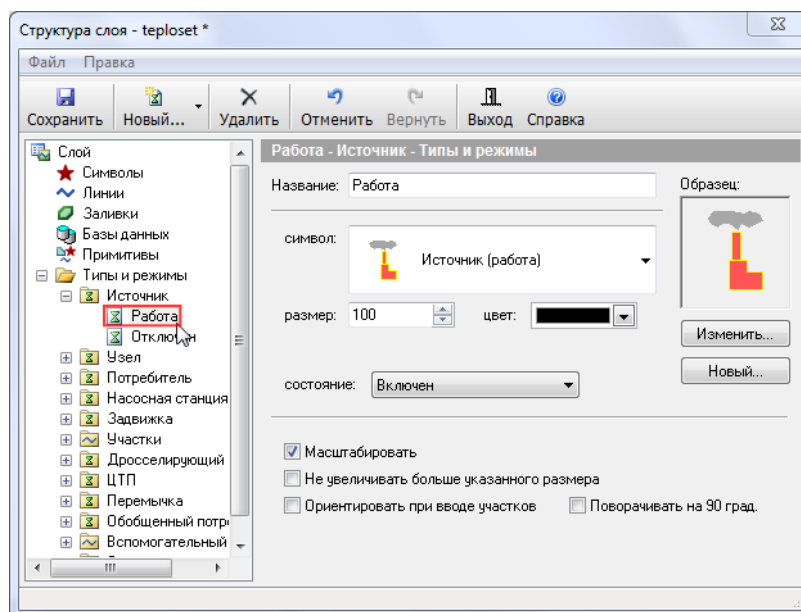 Структура слоя - teploset *
Файл Правка
Сохранить Новый... Удалить Отменить Вернуть Выход Справка
Слой
Символы
Линии
Заливки
Базы данных
Примитивы
Типы и режимы
Источник
Работа
Отключен
Узел
Потребитель
Насосная станция
Задвижка
Участки
Дросселирующий
ЦТП
Перемычка
Обобщенный потр
Вспомогательный
Работа - Источник - Типы и режимы
Название: Работа
Образец:
символ: Источник (работа)
размер: 100 цвет:
Изменить...
Новый...
состояние: Включен
Масштабировать
Не увеличивать больше указанного размера
Ориентировать при вводе участков Поворачивать на 90 град.